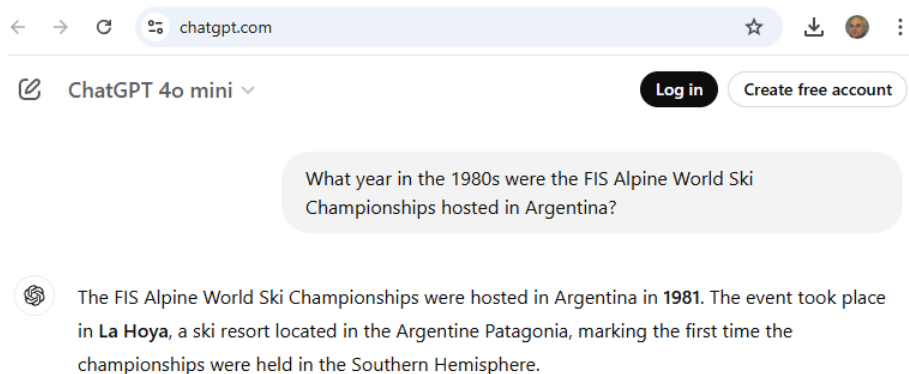 chatgpt.com
ChatGPT 4o mini
Log in
Create free account
What year in the 1980s were the FIS Alpine World Ski
Championships hosted in Argentina?
The FIS Alpine World Ski Championships were hosted in Argentina in 1981. The event took place
in La Hoya, a ski resort located in the Argentine Patagonia, marking the first time the
championships were held in the Southern Hemisphere.